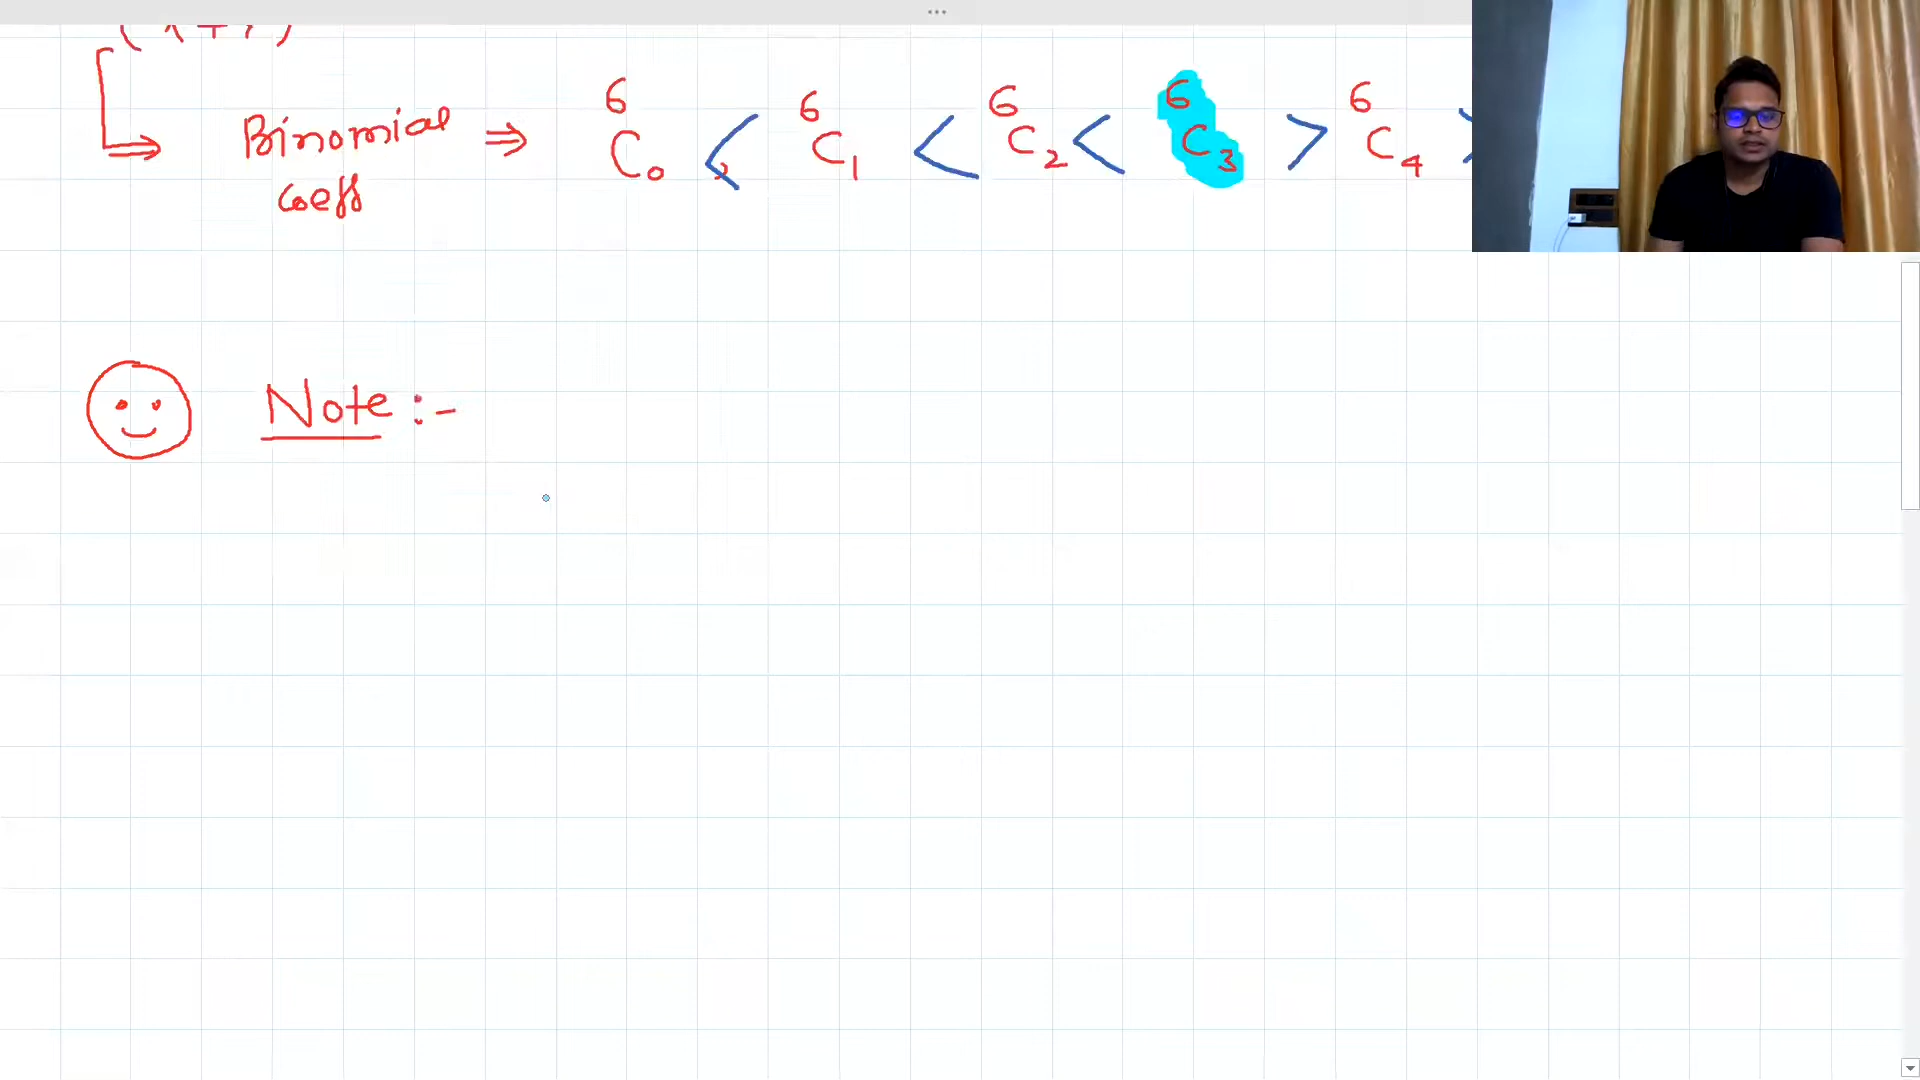 Binomial ⇒ ⁶C₀ < , ⁶C₁ < ⁶C₂ < ⁶C₃ > ⁶C₄ >
Coeff
Note :-